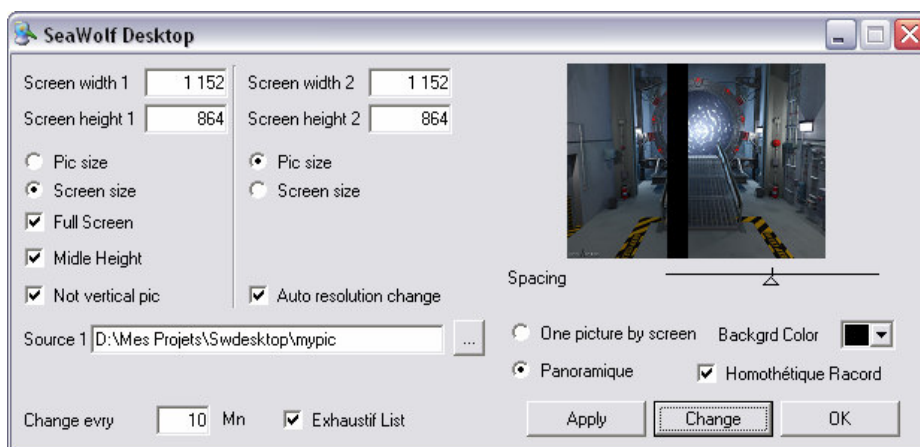 SeaWolf Desktop
Screen width 1 1 152 Screen width 2 1 152
Screen height 1 864 Screen height 2 864
Pic size Pic size
Screen size Screen size
Full Screen
Midle Height
Spacing
Not vertical pic Auto resolution change
Source 1 D:\Mes Projets\Swdesktop\mypic ... One picture by screen Backgrd Color
Panoramique Homothétique Racord
Change evry 10 Mn Exhaustif List Apply Change OK